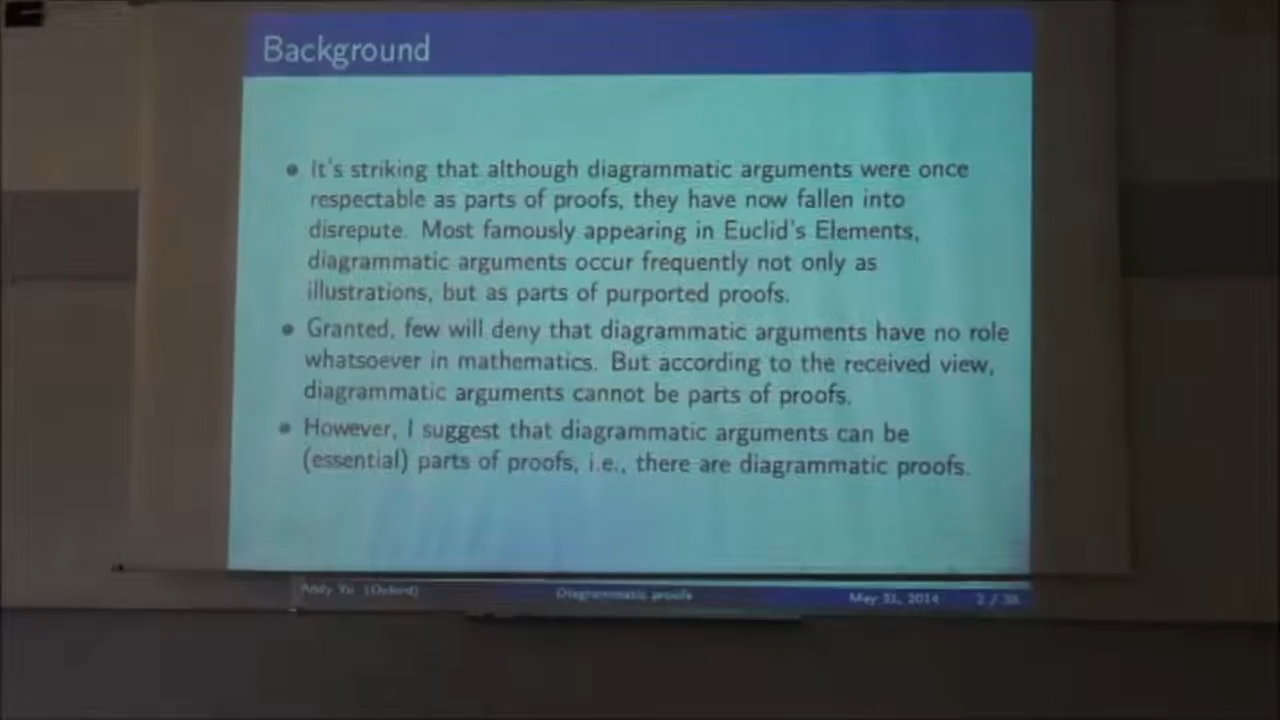 Background
It's striking that although diagrammatic arguments were once
respectable as parts of proofs, they have now fallen into
disrepute. Most famously appearing in Euclid's Elements,
diagrammatic arguments occur frequently not only as
illustrations, but as parts of purported proofs.
Granted, few will deny that diagrammatic arguments have no role
whatsoever in mathematics. But according to the received view,
diagrammatic arguments cannot be parts of proofs.
However, I suggest that diagrammatic arguments can be
(essential) parts of proofs, i.e., there are diagrammatic proofs.
Andy Yu (Oxford) Diagrammatic proofs May 31, 2014 2 /